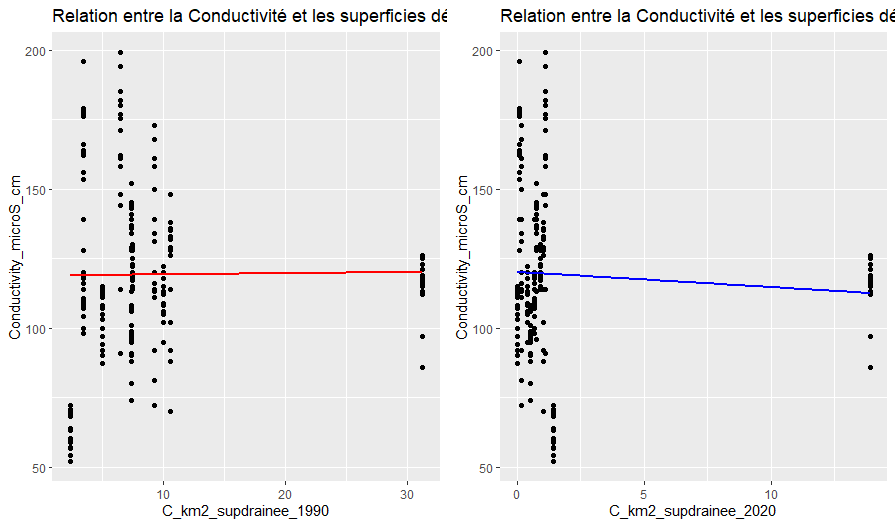 Relation entre la Conductivité et les superficies dé
200
150
100
50
Conductivity_microS_cm
10
20
30
C_km2_supdrainee_1990
Relation entre la Conductivité et les superficies dé
200
150
100
50
Conductivity_microS_cm
0
5
10
C_km2_supdrainee_2020